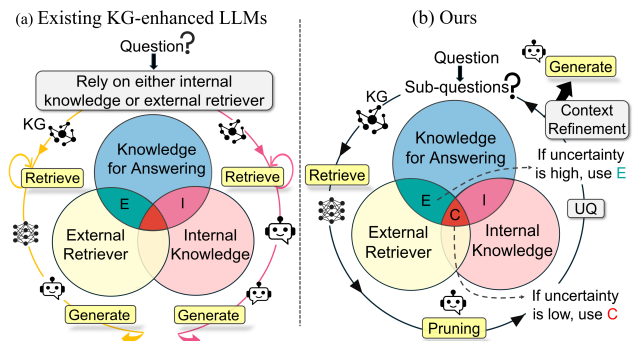 (a) Existing KG-enhanced LLMs
Question?
Rely on either internal
knowledge or external retriever
KG
Knowledge
for Answering
Retrieve
Retrieve
E
I
External
Retriever
Internal
Knowledge
Generate
Generate
(b) Ours
Question
Sub-questions?
Generate
KG
Context
Refinement
Knowledge
for Answering
If uncertainty
is high, use E
Retrieve
E
I
C
UQ
External
Retriever
Internal
Knowledge
If uncertainty
is low, use C
Pruning